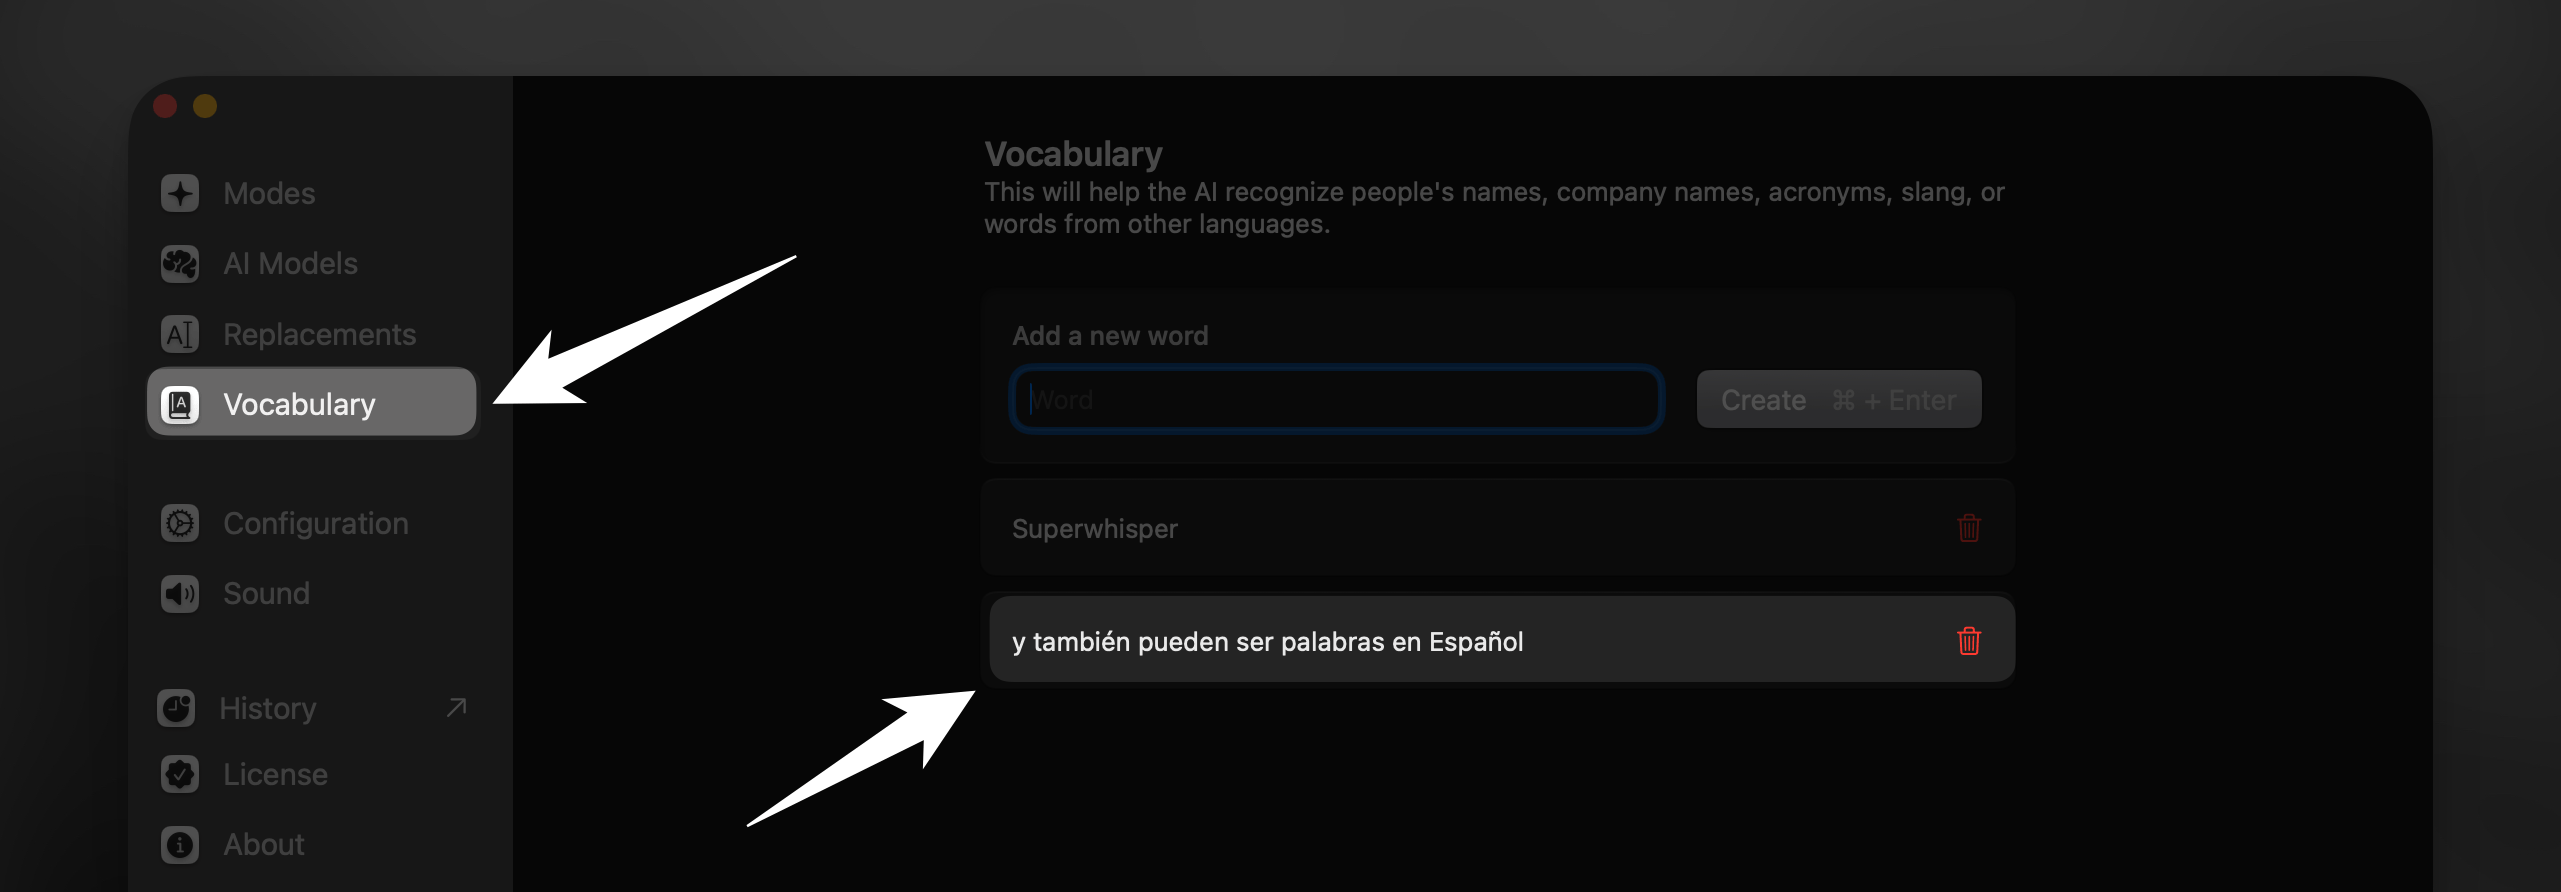 Modes
AI Models
Replacements
Vocabulary
Configuration
Sound
History
License
About
Vocabulary
This will help the AI recognize people's names, company names, acronyms, slang, or
words from other languages.
Add a new word
Word
Create ⌘ + Enter
Superwhisper
y también pueden ser palabras en Español